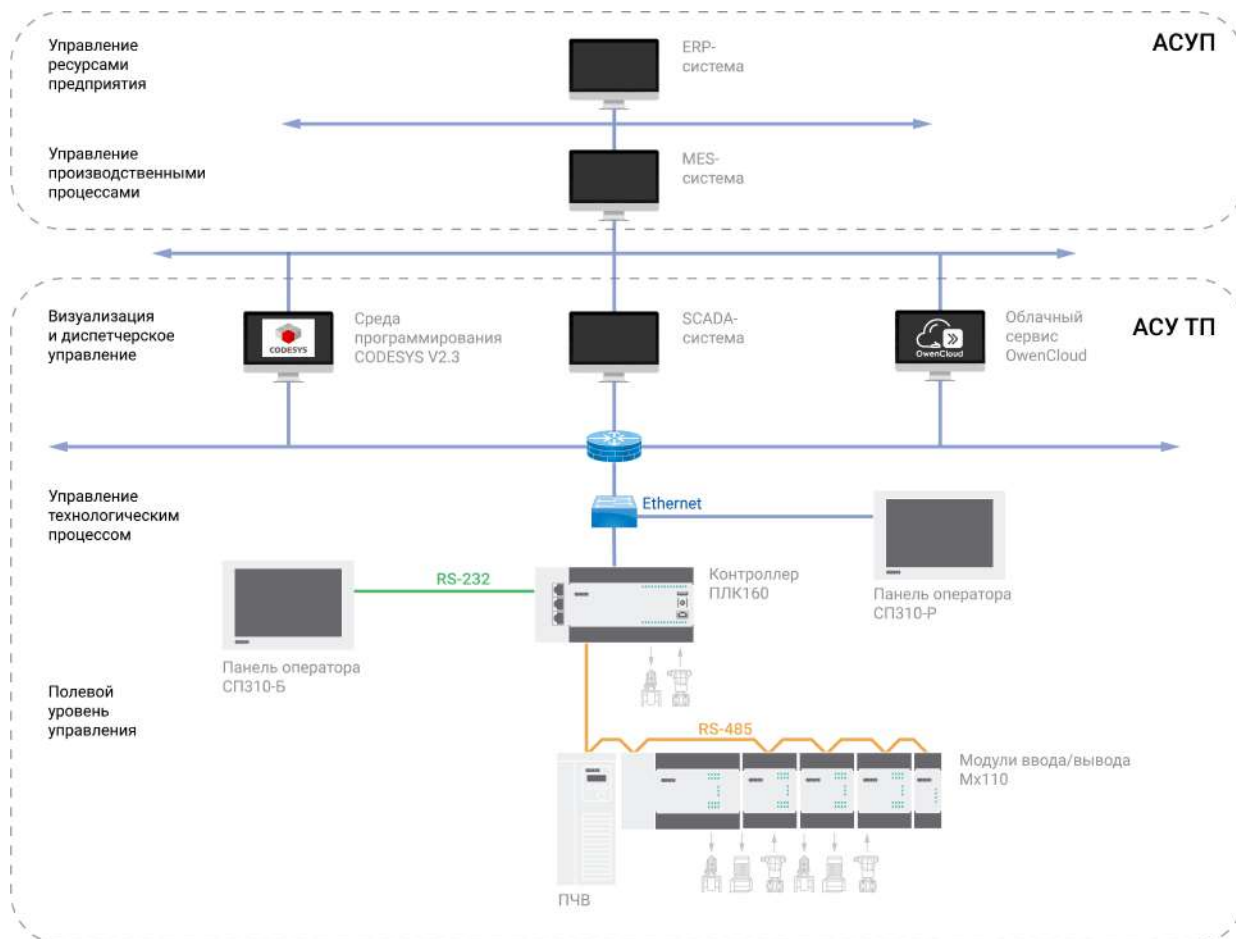 Управление
ресурсами
предприятия
ERP-
система
АСУП
Управление
производственными
процессами
MES-
система
Визуализация
и диспетчерское
управление
CODESYS
Среда
программирования
CODESYS V2.3
SCADA-
система
OwenCloud
Облачный
сервис
OwenCloud
АСУ ТП
Управление
технологическим
процессом
Ethernet
RS-232
Контроллер
ПЛК160
Панель оператора
СП310-Р
Панель оператора
СП310-Б
Полевой
уровень
управления
RS-485
Модули ввода/вывода
Мх110
ПЧВ